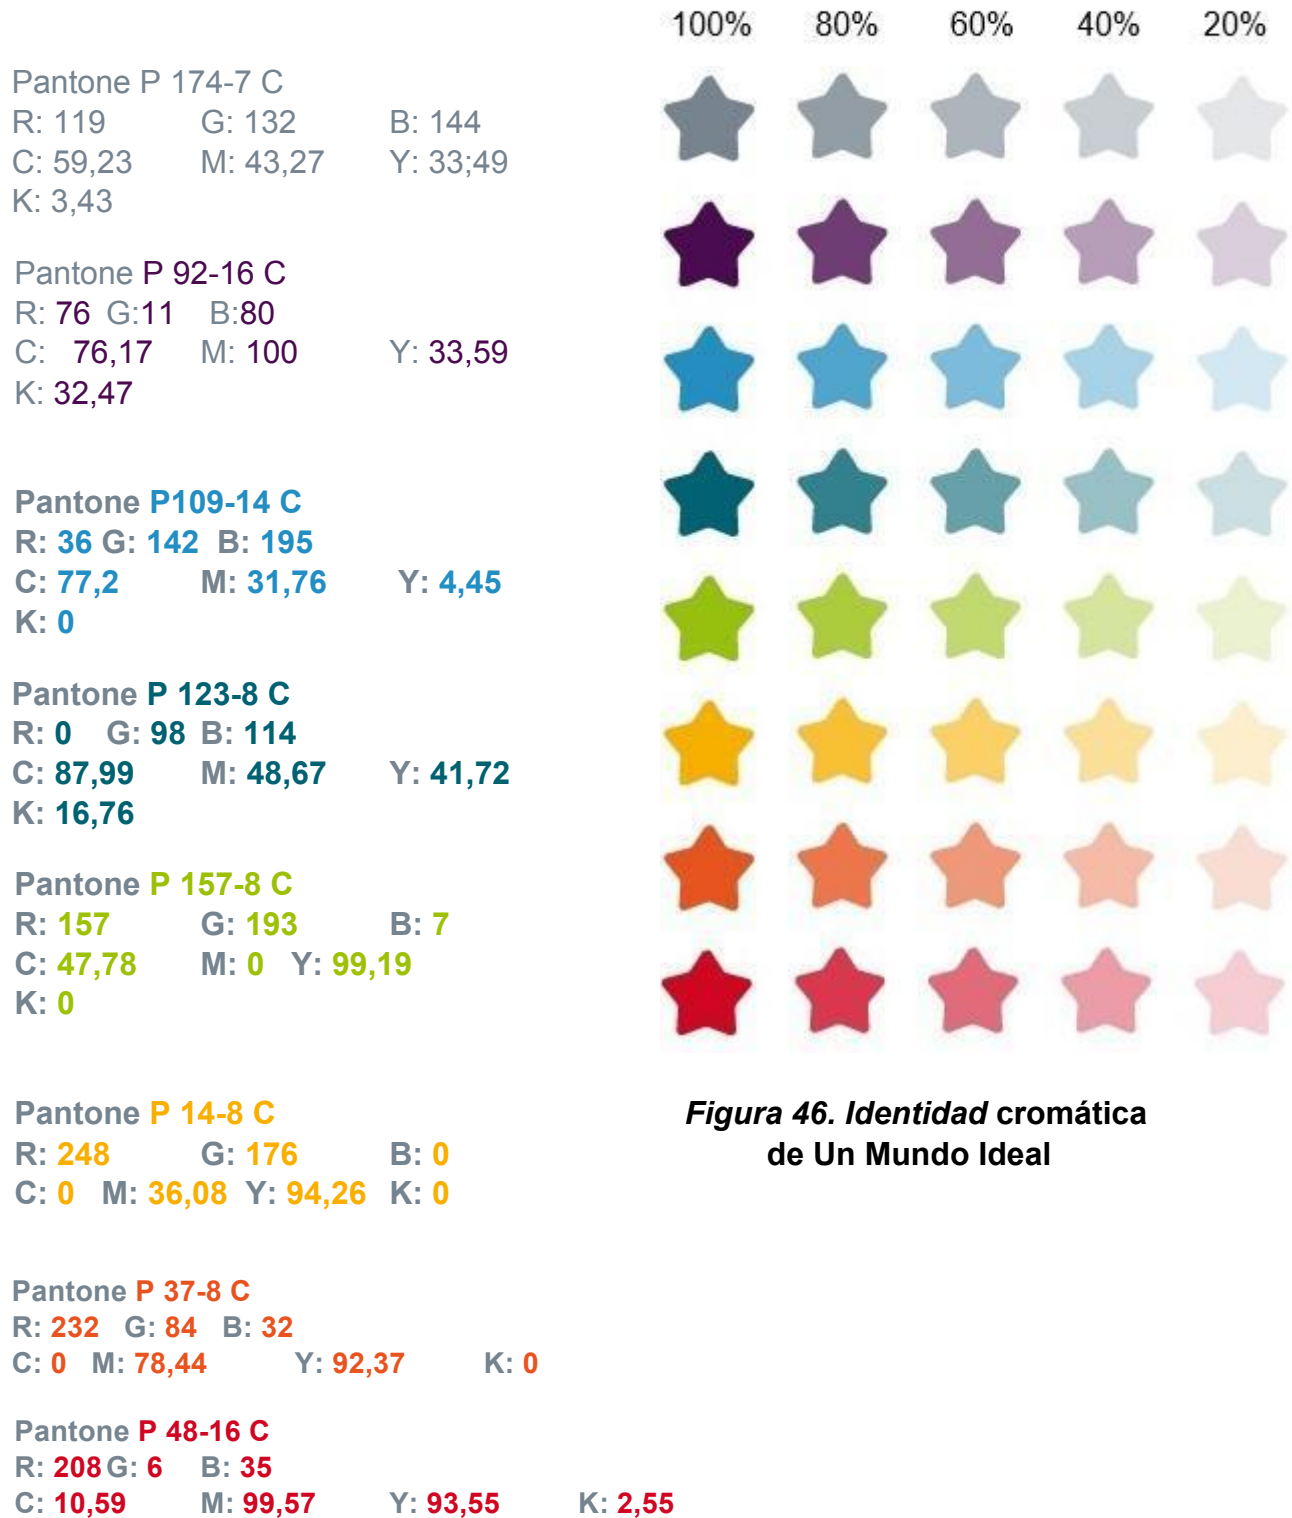 100% 80% 60% 40% 20%
Pantone P 174-7 C
R: 119 G: 132 B: 144
C: 59,23 M: 43,27 Y: 33;49
K: 3,43
Pantone P 92-16 C
R: 76 G:11 B:80
C: 76,17 M: 100 Y: 33,59
K: 32,47
Pantone P109-14 C
R: 36 G: 142 B: 195
C: 77,2 M: 31,76 Y: 4,45
K: 0
Pantone P 123-8 C
R: 0 G: 98 B: 114
C: 87,99 M: 48,67 Y: 41,72
K: 16,76
Pantone P 157-8 C
R: 157 G: 193 B: 7
C: 47,78 M: 0 Y: 99,19
K: 0
Pantone P 14-8 C
R: 248 G: 176 B: 0
C: 0 M: 36,08 Y: 94,26 K: 0
Pantone P 37-8 C
R: 232 G: 84 B: 32
C: 0 M: 78,44 Y: 92,37 K: 0
Pantone P 48-16 C
R: 208 G: 6 B: 35
C: 10,59 M: 99,57 Y: 93,55 K: 2,55
Figura 46. Identidad cromática
de Un Mundo Ideal